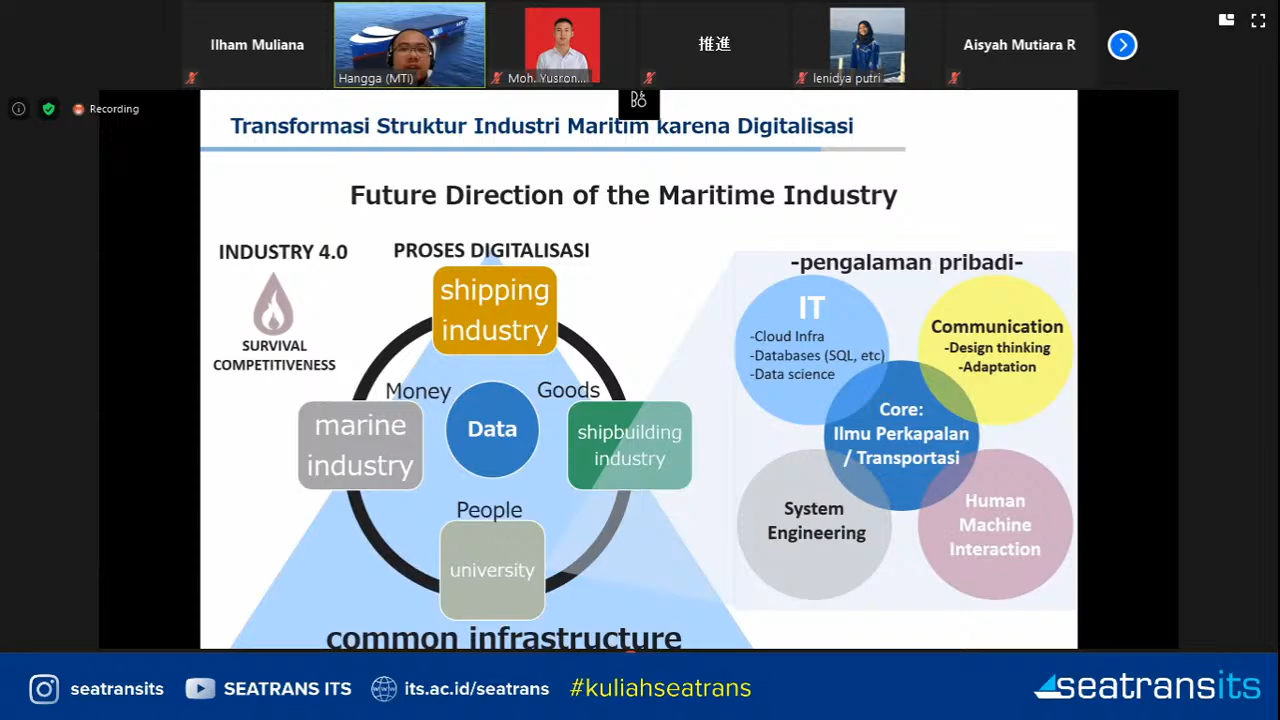 Ilham Muliana
Hangga (MTI)
Moh. Yusron...
推進
lenidya putri
Aisyah Mutiara R
Recording
Transformasi Struktur Industri Maritim karena Digitalisasi
Future Direction of the Maritime Industry
INDUSTRY 4.0
SURVIVAL
COMPETITIVENESS
PROSES DIGITALISASI
shipping
industry
Money
Goods
marine
industry
Data
shipbuilding
industry
People
university
common infrastructure
-pengalaman pribadi-
IT
-Cloud Infra
-Databases (SQL, etc)
-Data science
Communication
-Design thinking
-Adaptation
Core:
Ilmu Perkapalan
/ Transportasi
System
Engineering
Human
Machine
Interaction
seatransits
SEATRANS ITS
its.ac.id/seatrans
#kuliahseatrans
seatransits